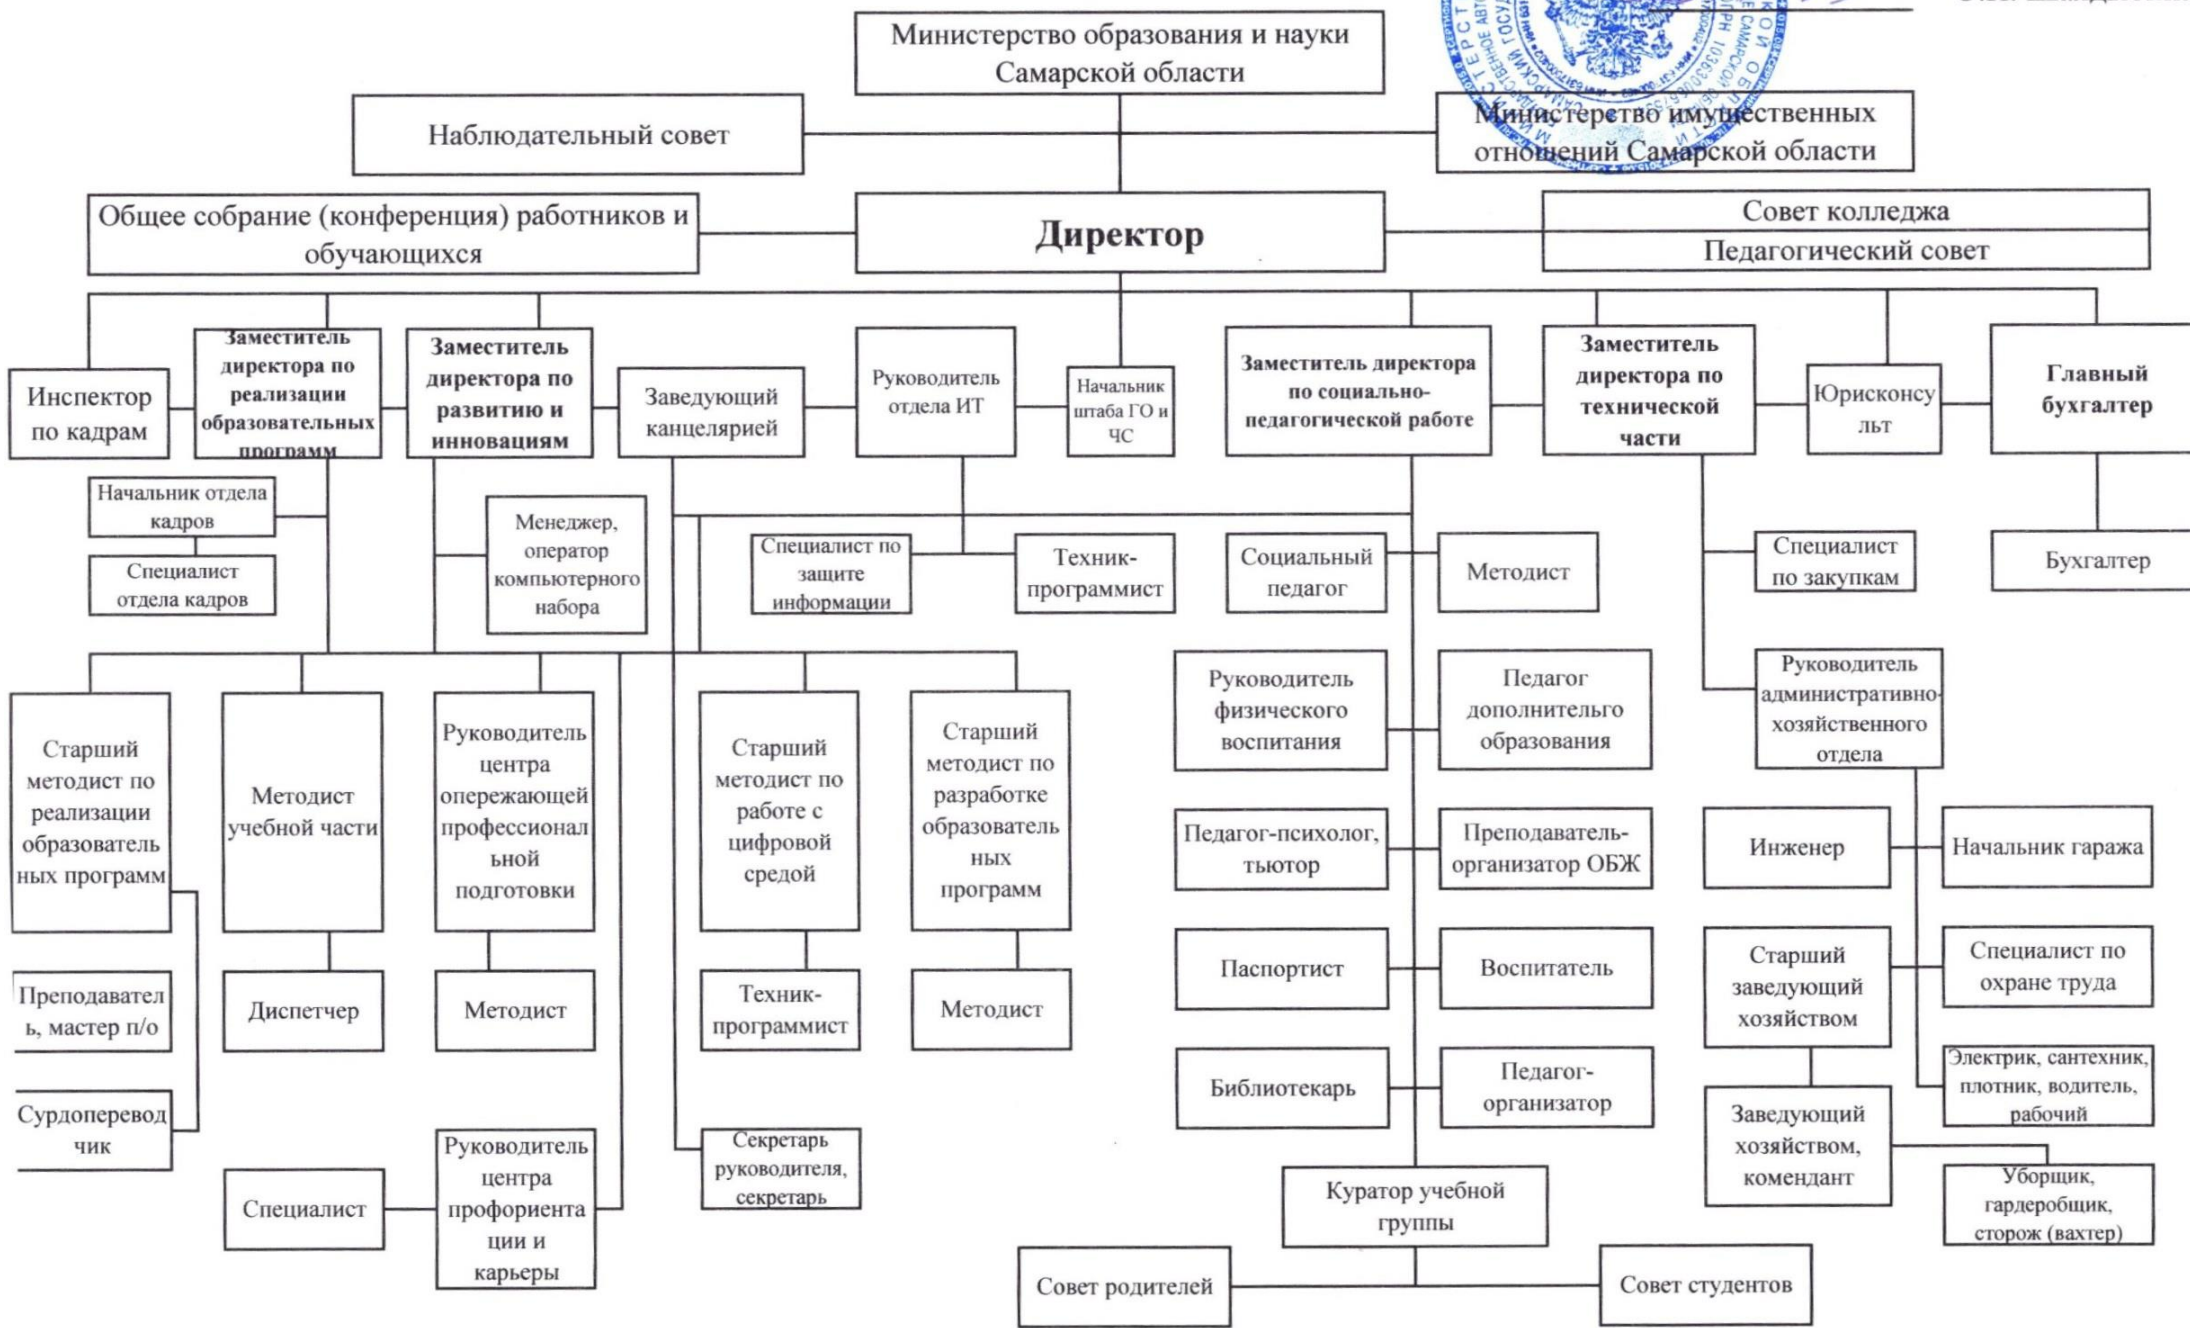 Министерство образования и науки
Самарской области
Наблюдательный совет
Министерство имущественных
отношений Самарской области
Общее собрание (конференция) работников и
обучающихся
Директор
Совет колледжа
Педагогический совет
Инспектор
по кадрам
Заместитель
директора по
реализации
образовательных
программ
Заместитель
директора по
развитию и
инновациям
Заведующий
канцелярией
Руководитель
отдела ИТ
Начальник
штаба ГО и
ЧС
Заместитель директора
по социально-
педагогической работе
Заместитель
директора по
технической
части
Юрисконсу
льт
Главный
бухгалтер
Начальник отдела
кадров
Специалист
отдела кадров
Менеджер,
оператор
компьютерного
набора
Специалист по
защите
информации
Техник-
программист
Социальный
педагог
Методист
Специалист
по закупкам
Бухгалтер
Старший
методист по
реализации
образователь
ных программ
Методист
учебной части
Руководитель
центра
опережающей
профессионал
ьной
подготовки
Старший
методист по
работе с
цифровой
средой
Старший
методист по
разработке
образователь
ных
программ
Руководитель
физического
воспитания
Педагог
дополнительго
образования
Руководитель
административно-
хозяйственного
отдела
Педагог-психолог,
тьютор
Преподаватель-
организатор ОБЖ
Инженер
Начальник гаража
Преподавател
ь, мастер п/о
Диспетчер
Методист
Техник-
программист
Методист
Паспортист
Воспитатель
Старший
заведующий
хозяйством
Специалист по
охране труда
Сурдоперевод
чик
Специалист
Руководитель
центра
профориента
ции и
карьеры
Секретарь
руководителя,
секретарь
Библиотекарь
Педагог-
организатор
Заведующий
хозяйством,
комендант
Электрик, сантехник,
плотник, водитель,
рабочий
Куратор учебной
группы
Уборщик,
гардеробщик,
сторож (вахтер)
Совет родителей
Совет студентов